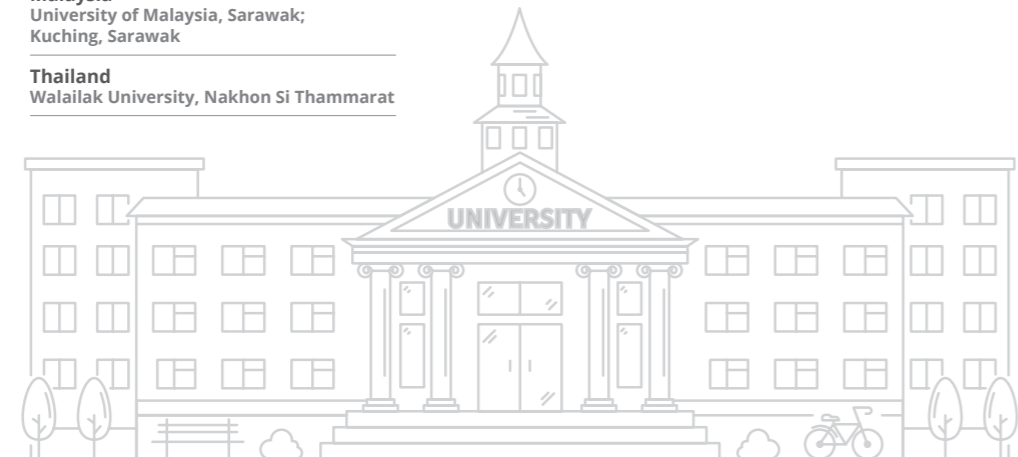 University of Malaysia, Sarawak;
Kuching, Sarawak
Thailand
Walailak University, Nakhon Si Thammarat
UNIVERSITY